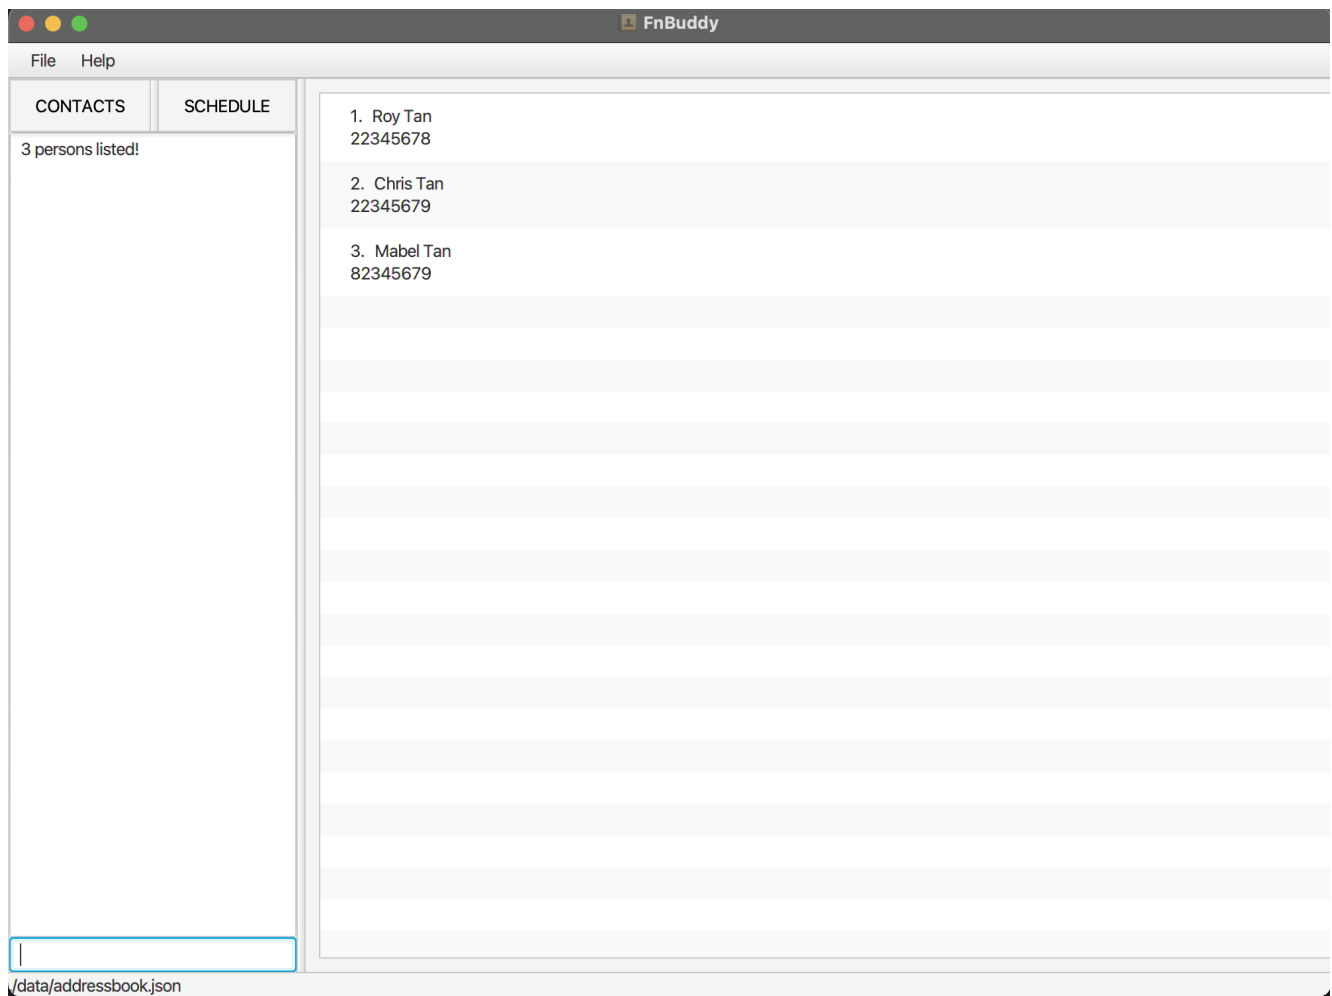 FnBuddy
File Help
CONTACTS SCHEDULE
3 persons listed!
1. Roy Tan
22345678
2. Chris Tan
22345679
3. Mabel Tan
82345679
/data/addressbook.json